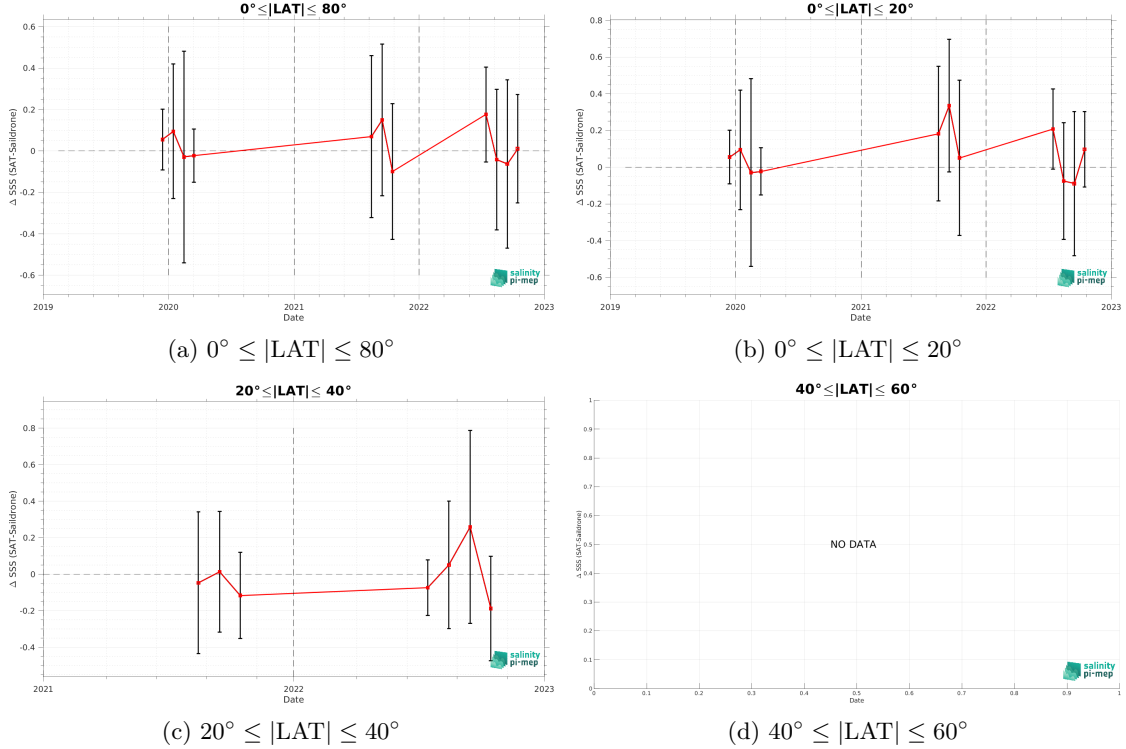 0°≤|LAT|≤ 80°
Δ SSS (SAT-Saildrone)
0.6
0.4
0.2
0
-0.2
-0.4
-0.6
salinity
pi-mep
2019 2020 2021 2022 2023
Date
(a) 0° ≤ |LAT| ≤ 80°
0°≤|LAT|≤ 20°
Δ SSS (SAT-Saildrone)
0.8
0.6
0.4
0.2
0
-0.2
-0.4
-0.6
salinity
pi-mep
2019 2020 2021 2022 2023
Date
(b) 0° ≤ |LAT| ≤ 20°
20°≤|LAT|≤ 40°
Δ SSS (SAT-Saildrone)
0.8
0.6
0.4
0.2
0
-0.2
-0.4
salinity
pi-mep
2021 2022 2023
Date
(c) 20° ≤ |LAT| ≤ 40°
40°≤|LAT|≤ 60°
Δ SSS (SAT-Saildrone)
1
0.9
0.8
0.7
0.6
0.5
0.4
0.3
0.2
0.1
0
NO DATA
salinity
pi-mep
0 0.1 0.2 0.3 0.4 0.5 0.6 0.7 0.8 0.9 1
Date
(d) 40° ≤ |LAT| ≤ 60°